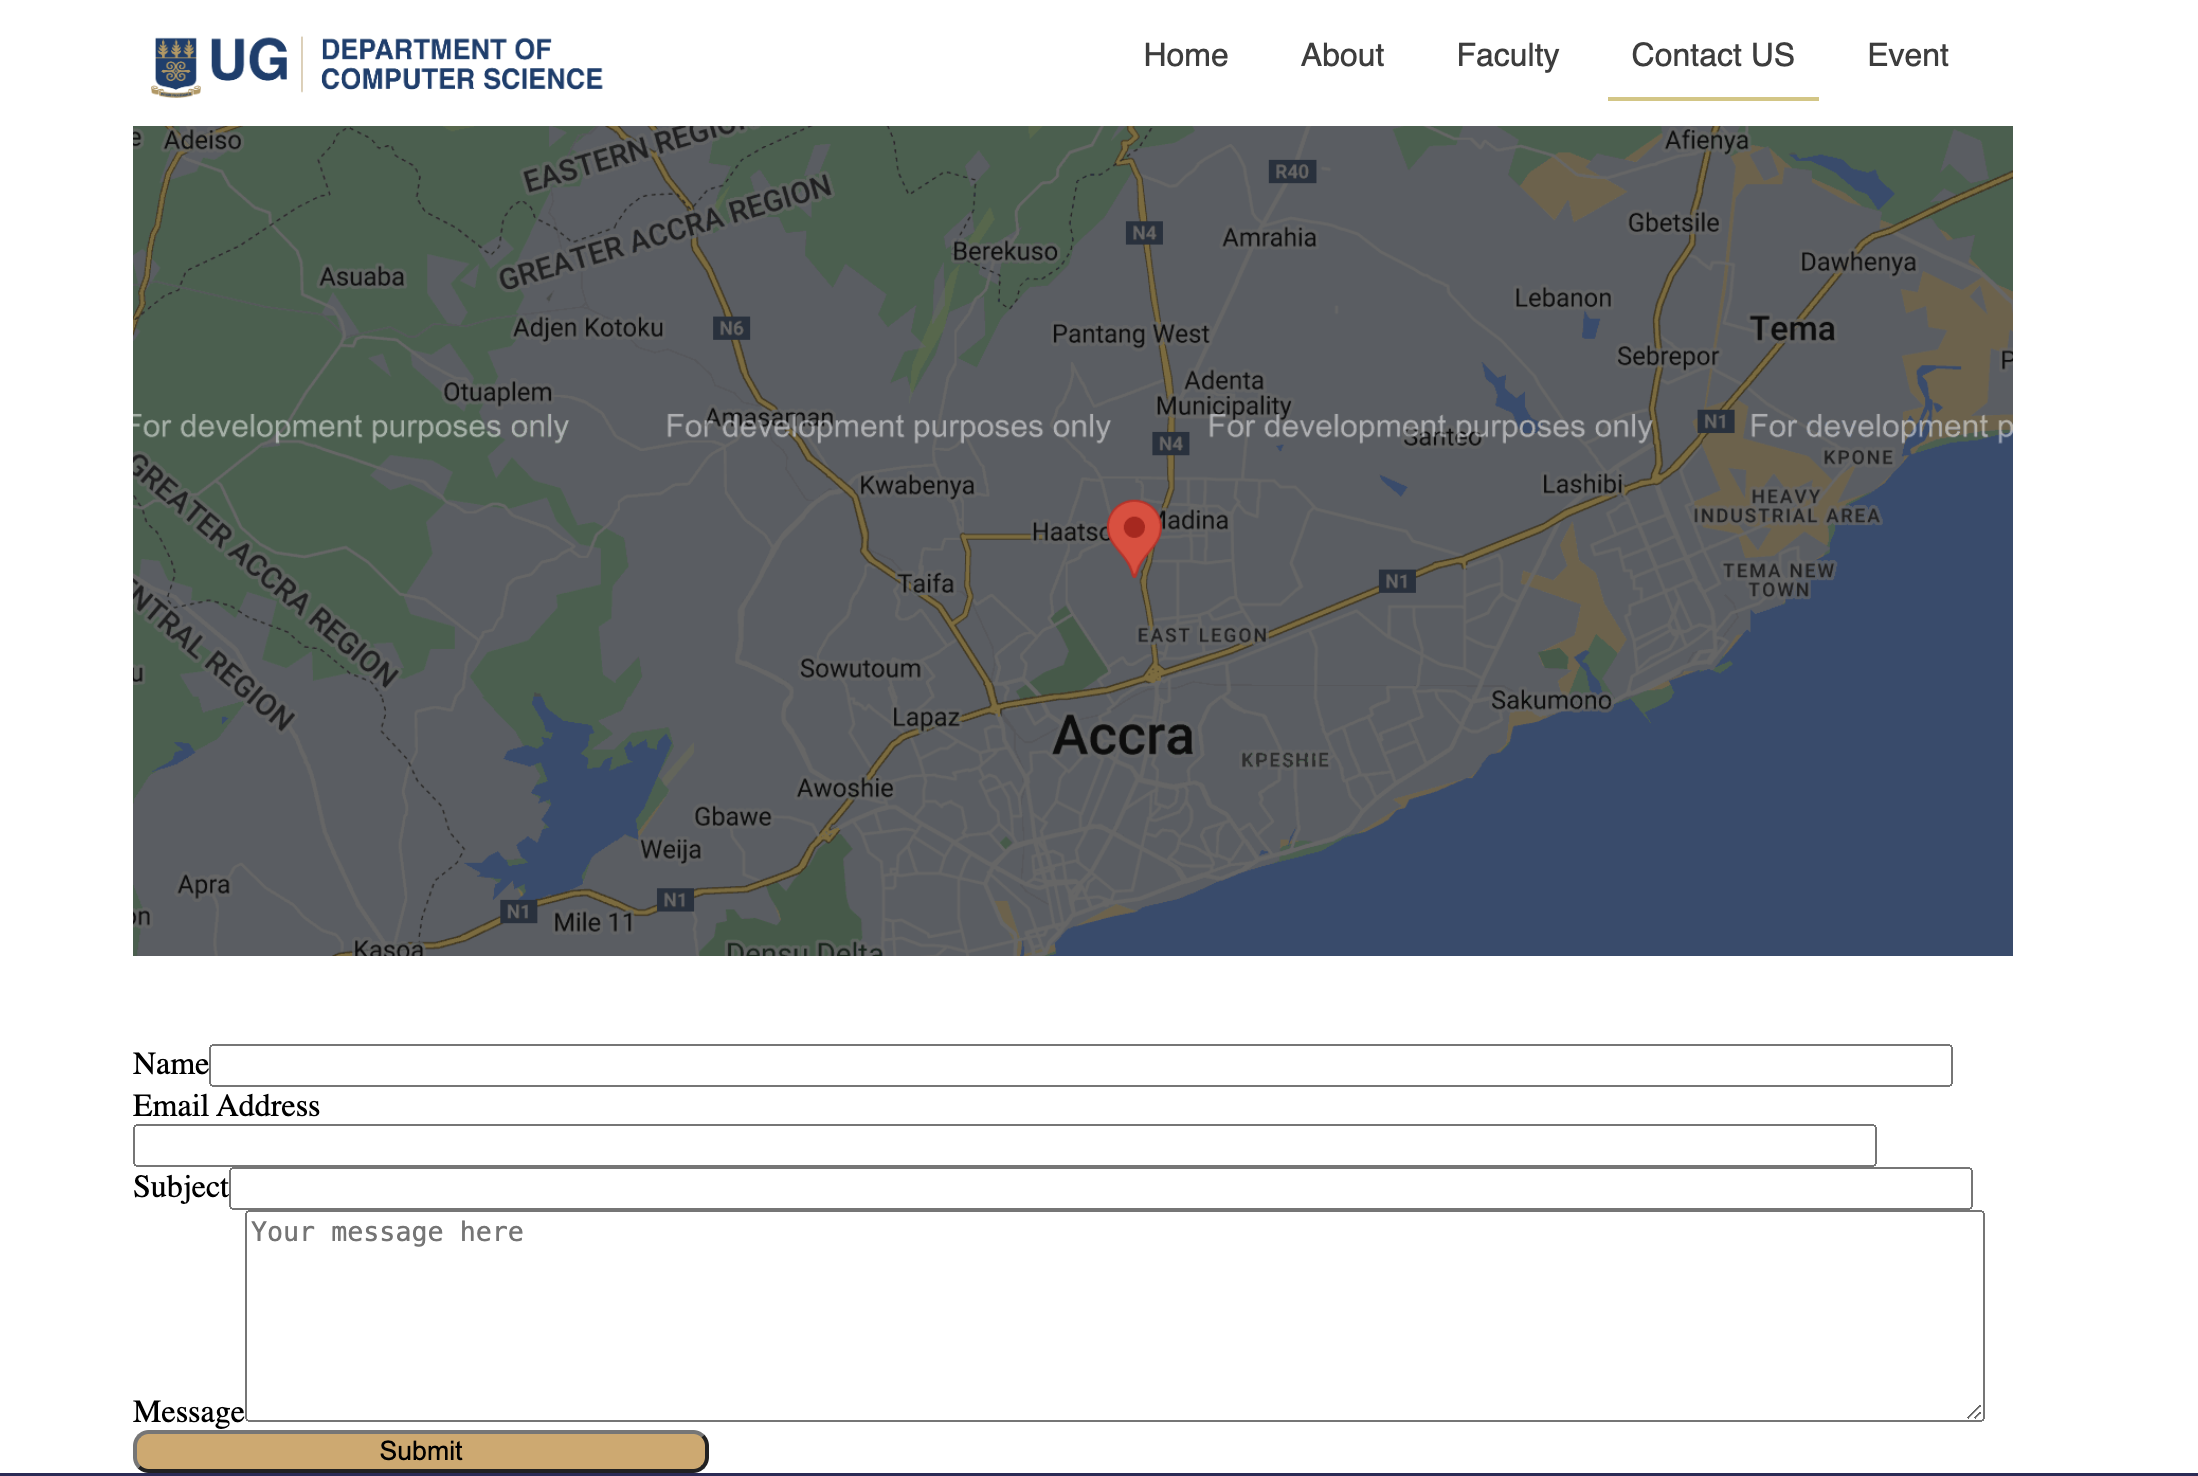 UG
DEPARTMENT OF
COMPUTER SCIENCE
Home
About
Faculty
Contact US
Event
Adeiso
EASTERN REGION
Afienya
R40
GREATER ACCRA REGION
N4
Amrahia
Gbetsile
Berekuso
Dawhenya
Asuaba
Lebanon
Adjen Kotoku
N6
Pantang West
Tema
Sebrepor
Otuaplem
Adenta
Municipality
Amasaman
For development purposes only
For development purposes only
For development purposes only
For development p
Santeo
N1
N4
KPONE
GREATER ACCRA REGION
Kwabenya
Lashibi
HEAVY
INDUSTRIAL AREA
Haatso
Madina
Taifa
N1
TEMA NEW
TOWN
NTRAL REGION
EAST LEGON
Sowutoum
Sakumono
Lapaz
Accra
KPESHIE
Awoshie
Gbawe
Weija
Apra
N1
N1
Mile 11
Kasoa
Densu Delta
Name
Email Address
Subject
Your message here
Message
Submit